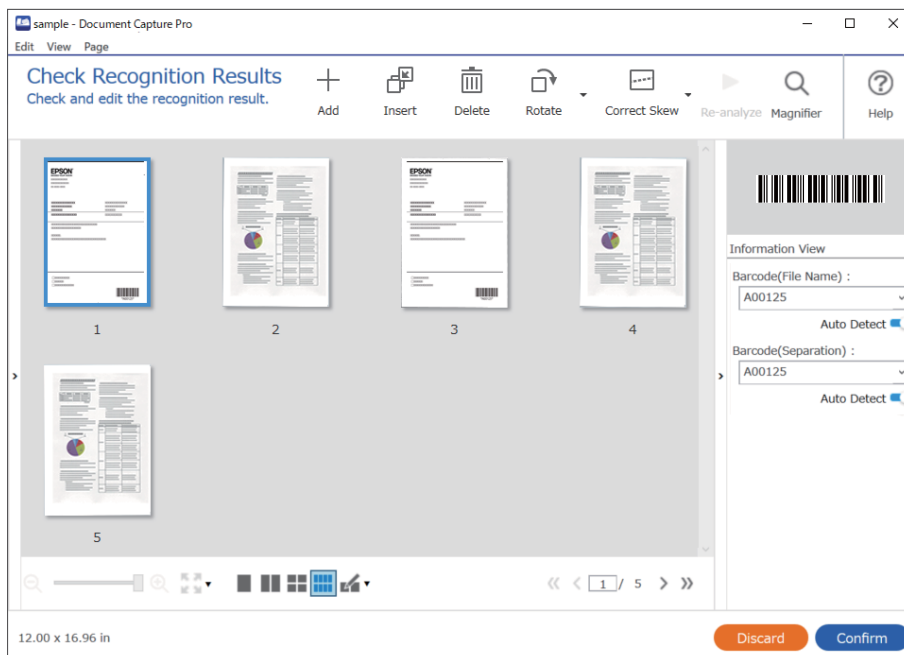 sample - Document Capture Pro
Edit View Page
Check Recognition Results
Check and edit the recognition result.
Add
Insert
Delete
Rotate
Correct Skew
Re-analyze
Magnifier
Help
EPSON
EPSON
1
2
3
4
5
Information View
Barcode(File Name) :
A00125
Auto Detect
Barcode(Separation) :
A00125
Auto Detect
1 / 5
12.00 x 16.96 in
Discard
Confirm